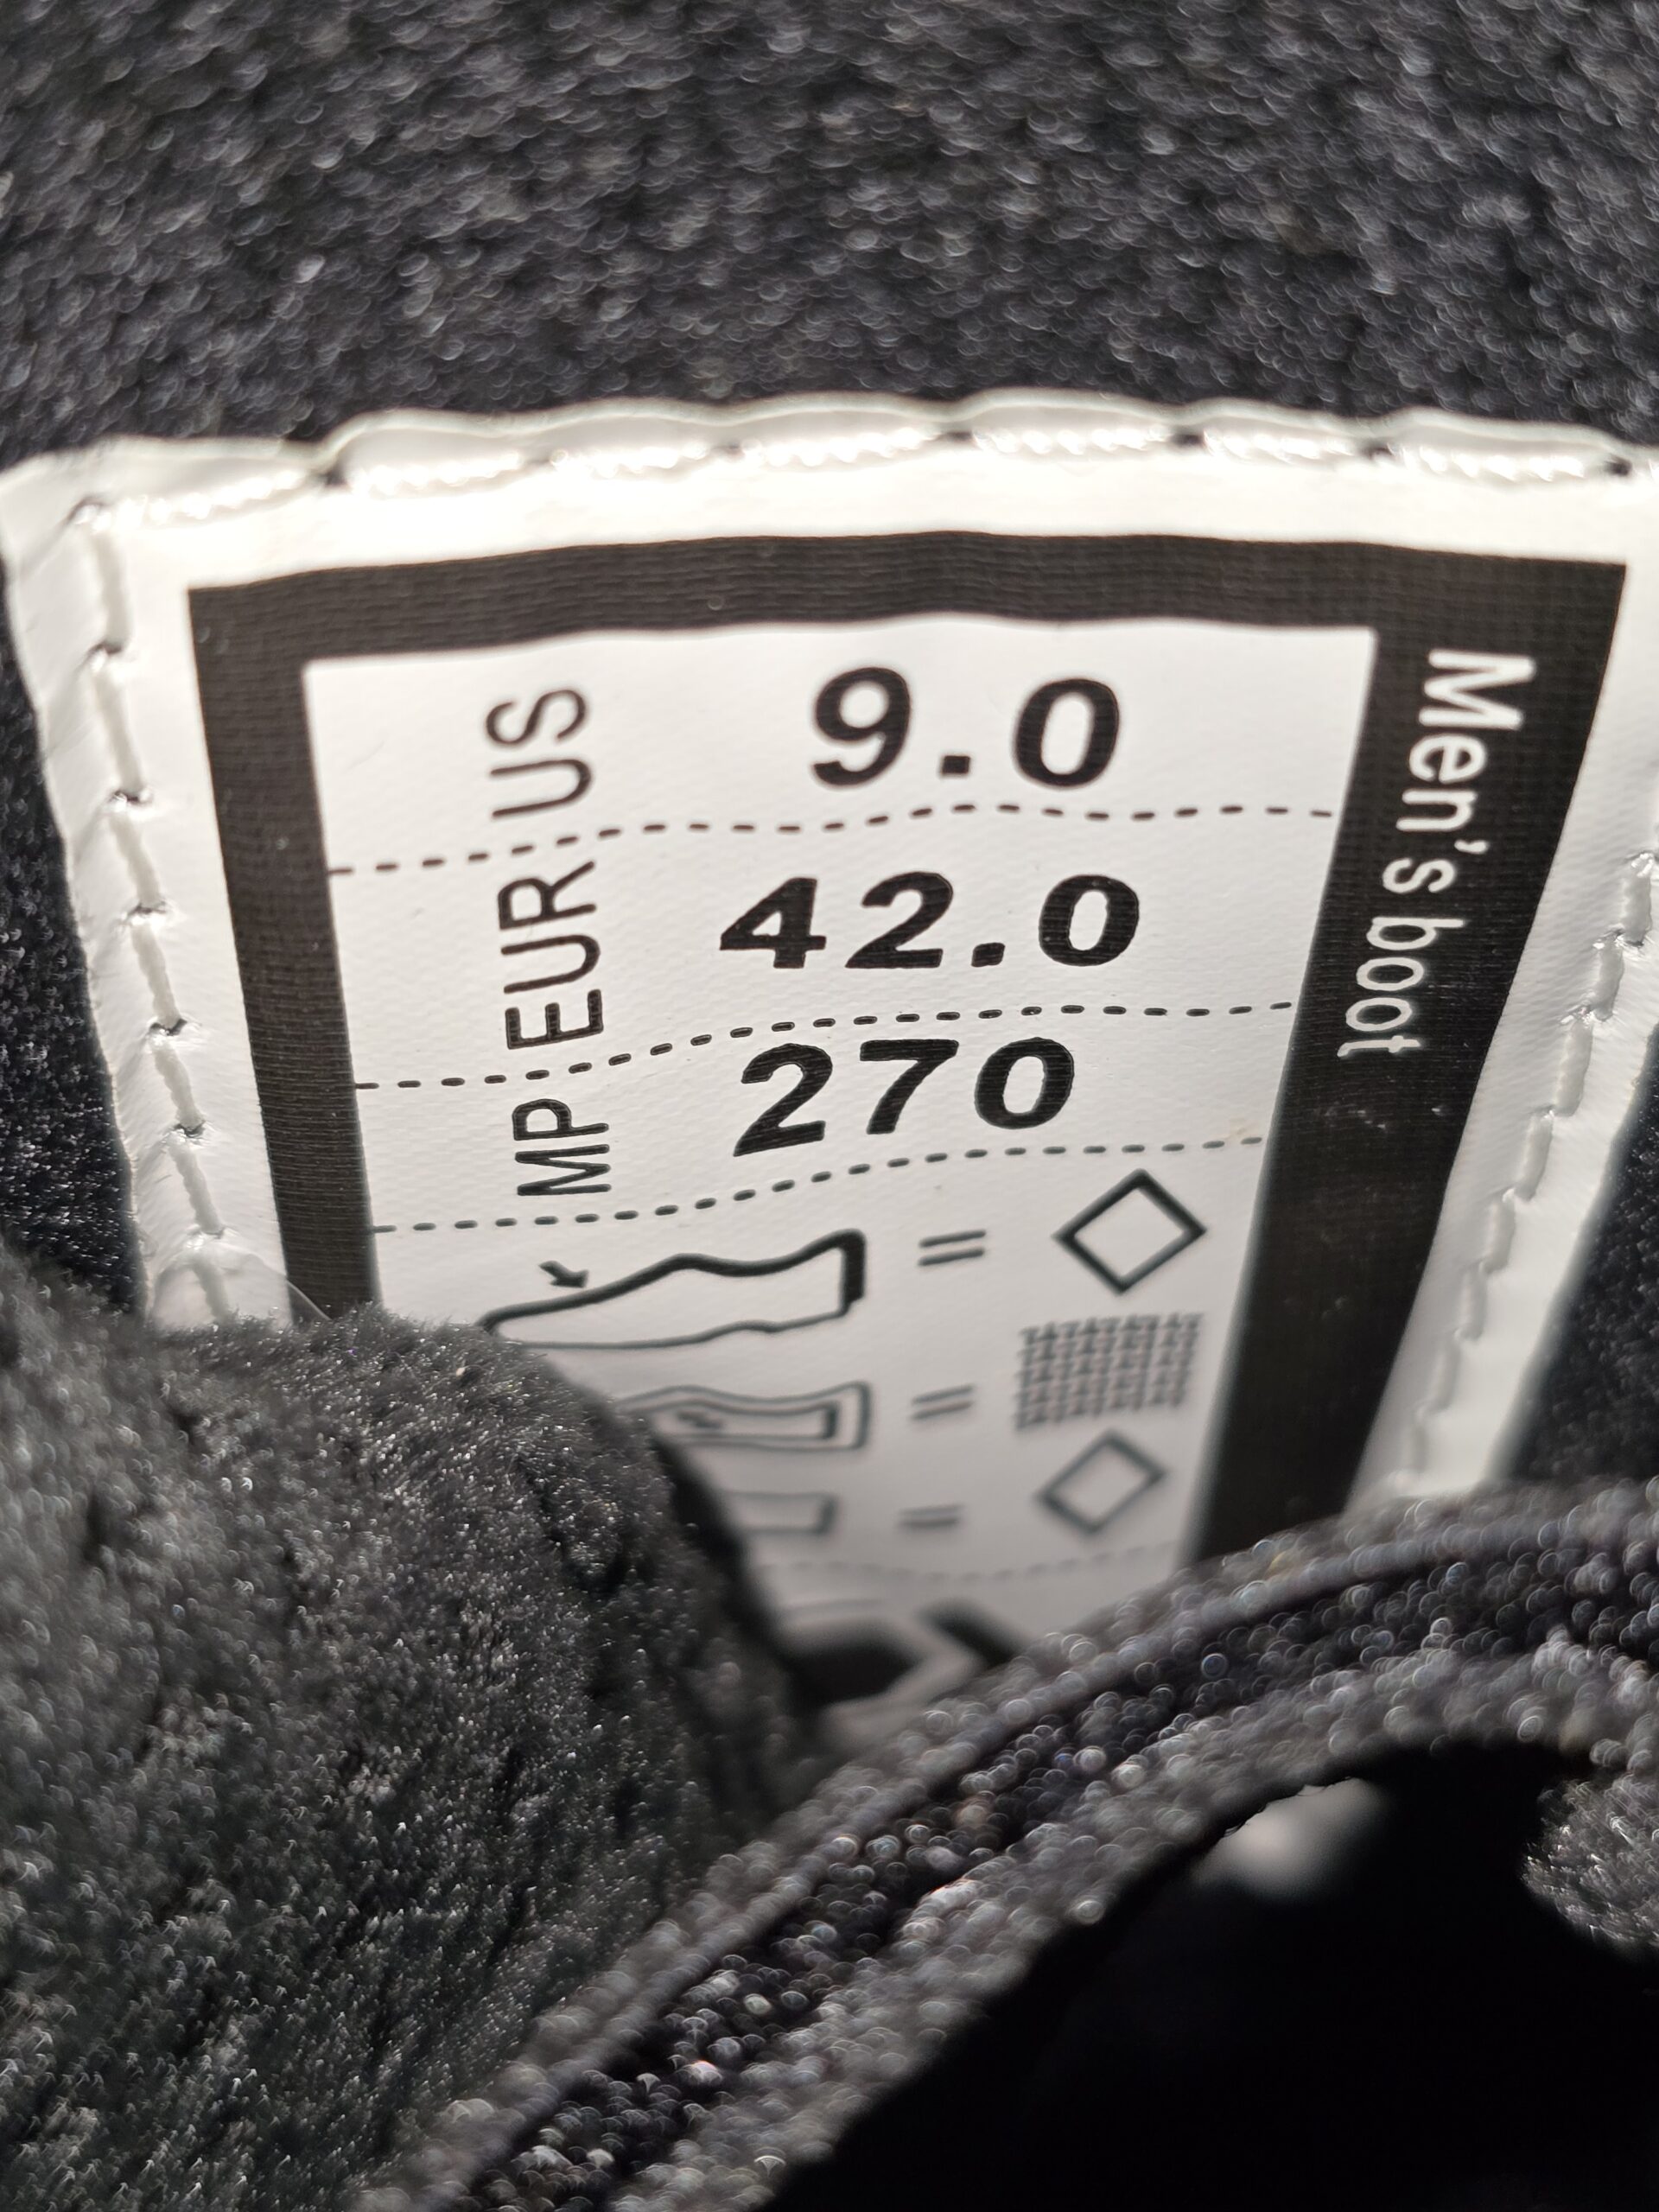 US 9.0
EUR 42.0
MP 270
=
=
=
Men's boot